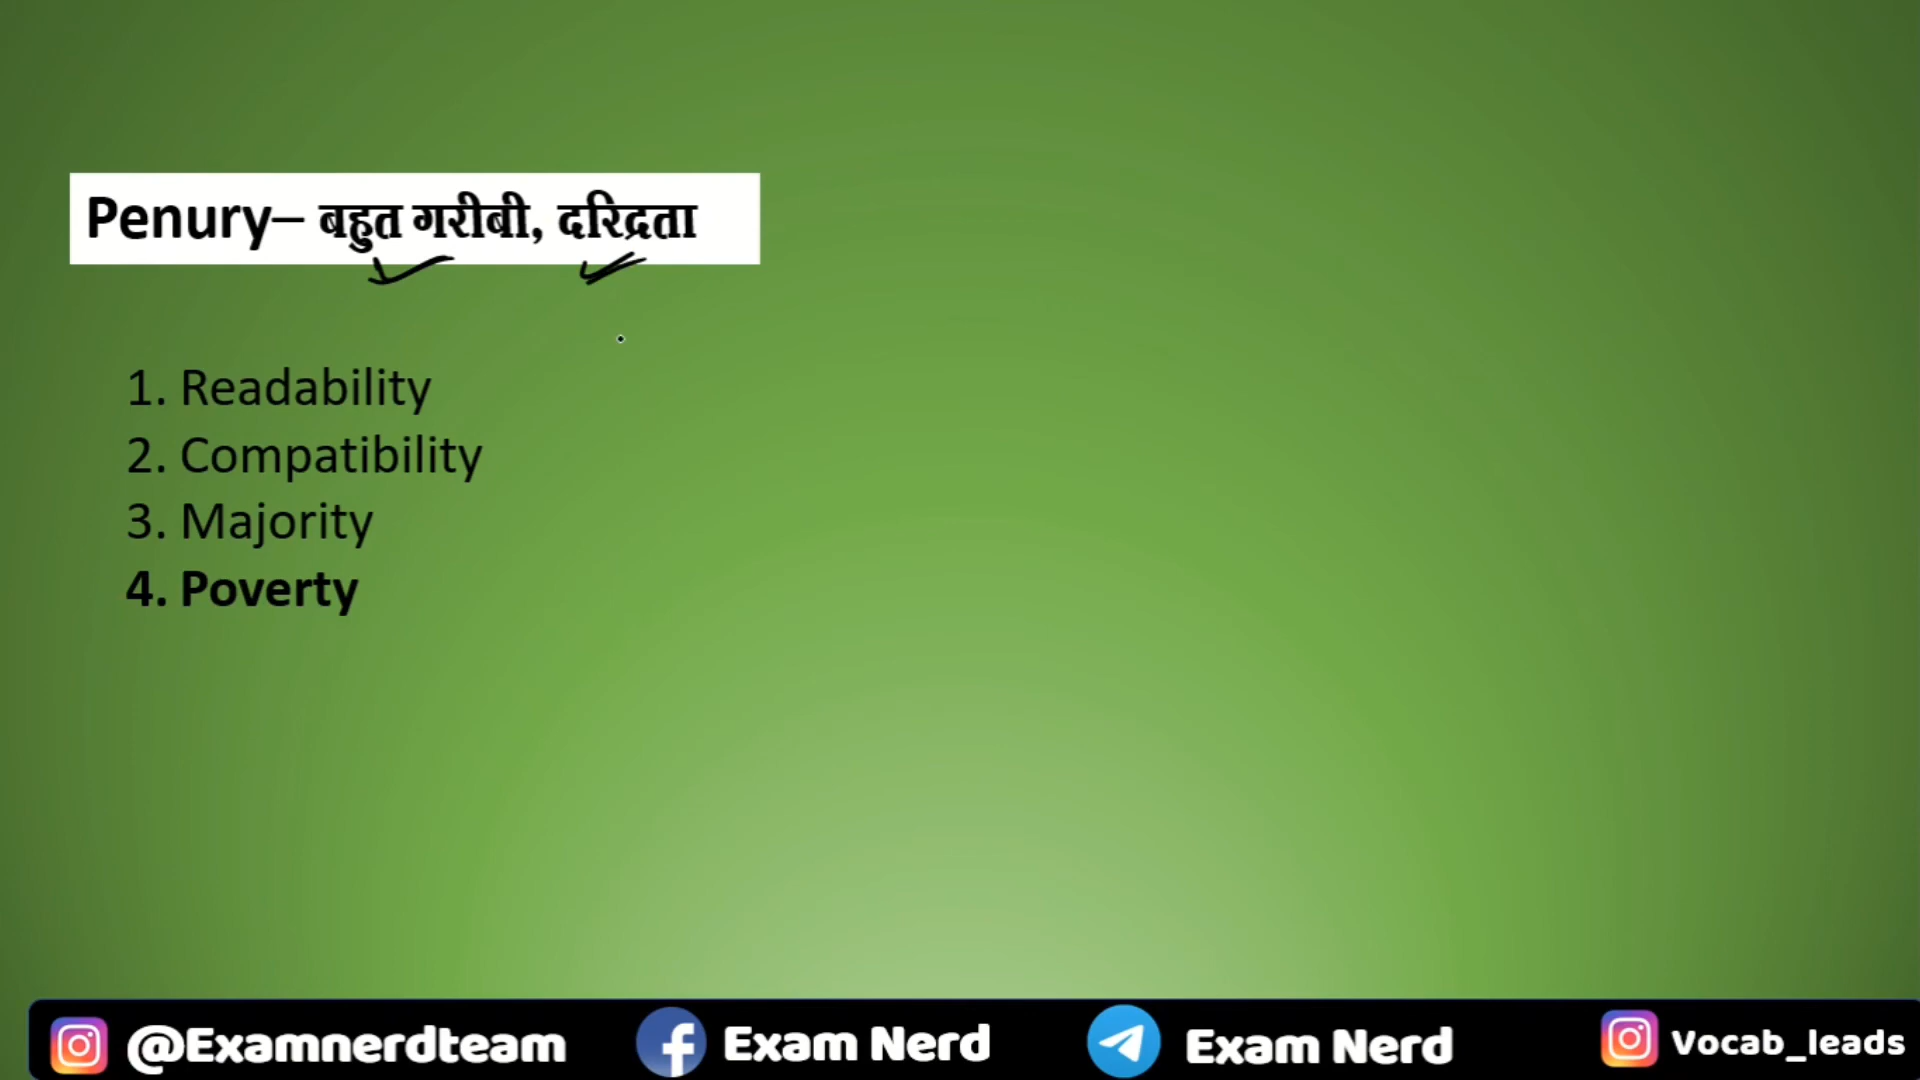 Penury– बहुत गरीबी, दरिद्रता
1. Readability
2. Compatibility
3. Majority
4. Poverty
@Examnerdteam Exam Nerd Exam Nerd Vocab_leads